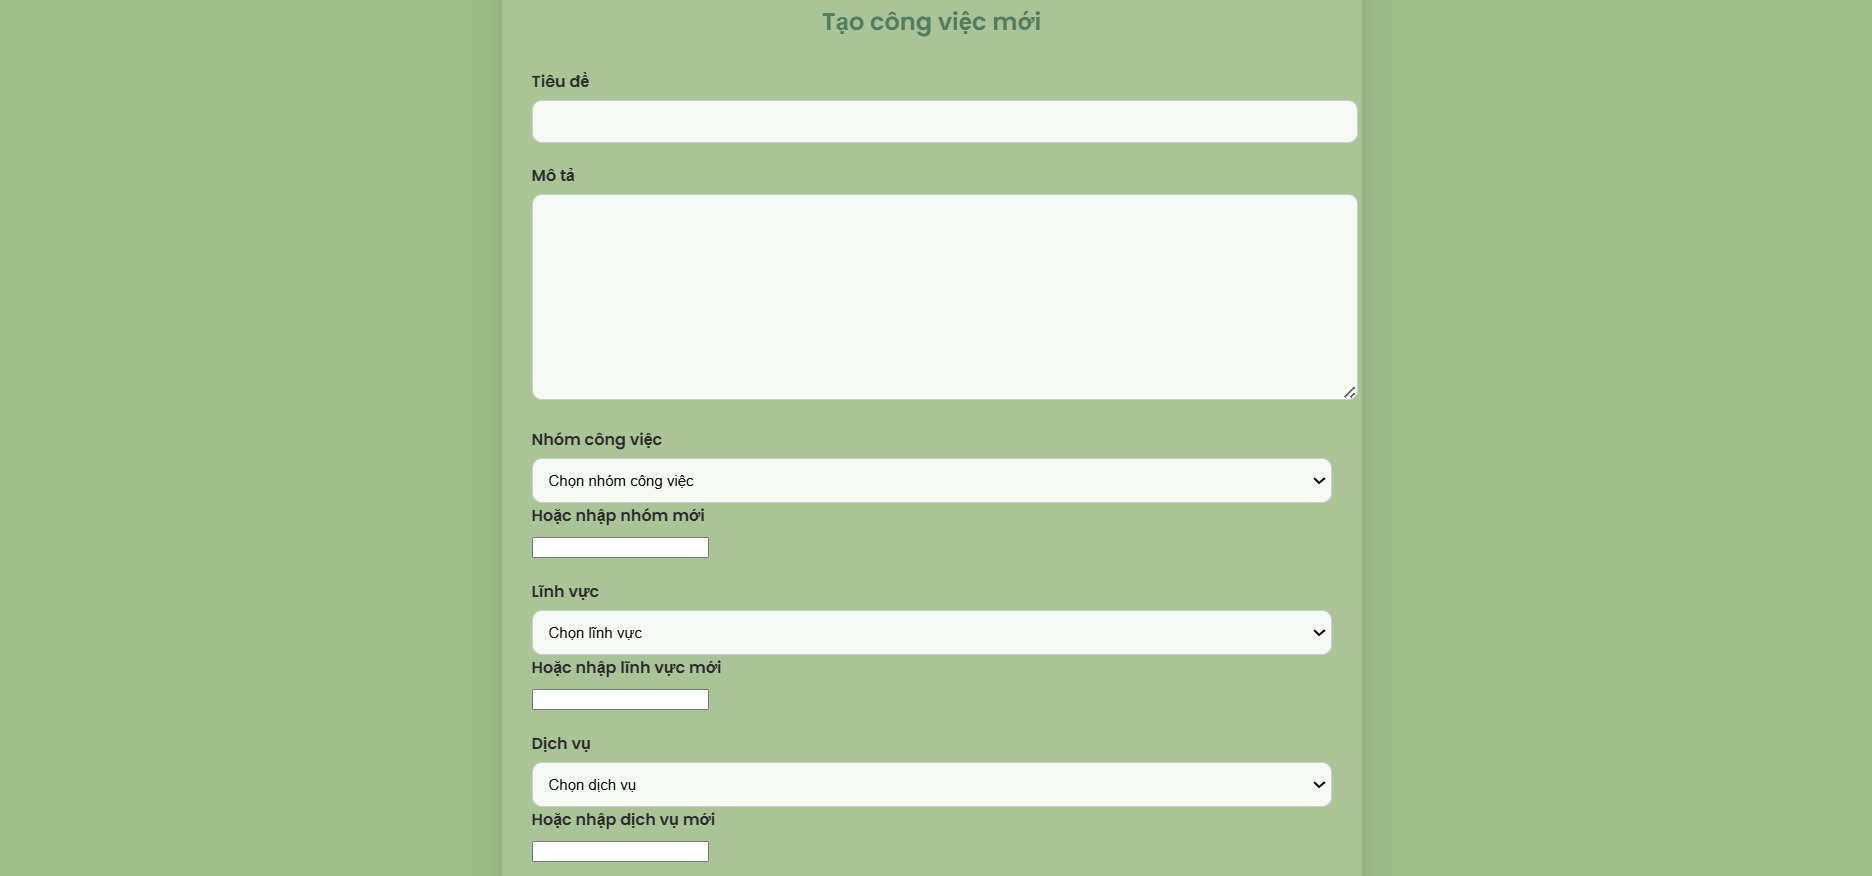 Tạo công việc mới
Tiêu đề
Mô tả
Nhóm công việc
Chọn nhóm công việc
Hoặc nhập nhóm mới
Lĩnh vực
Chọn lĩnh vực
Hoặc nhập lĩnh vực mới
Dịch vụ
Chọn dịch vụ
Hoặc nhập dịch vụ mới